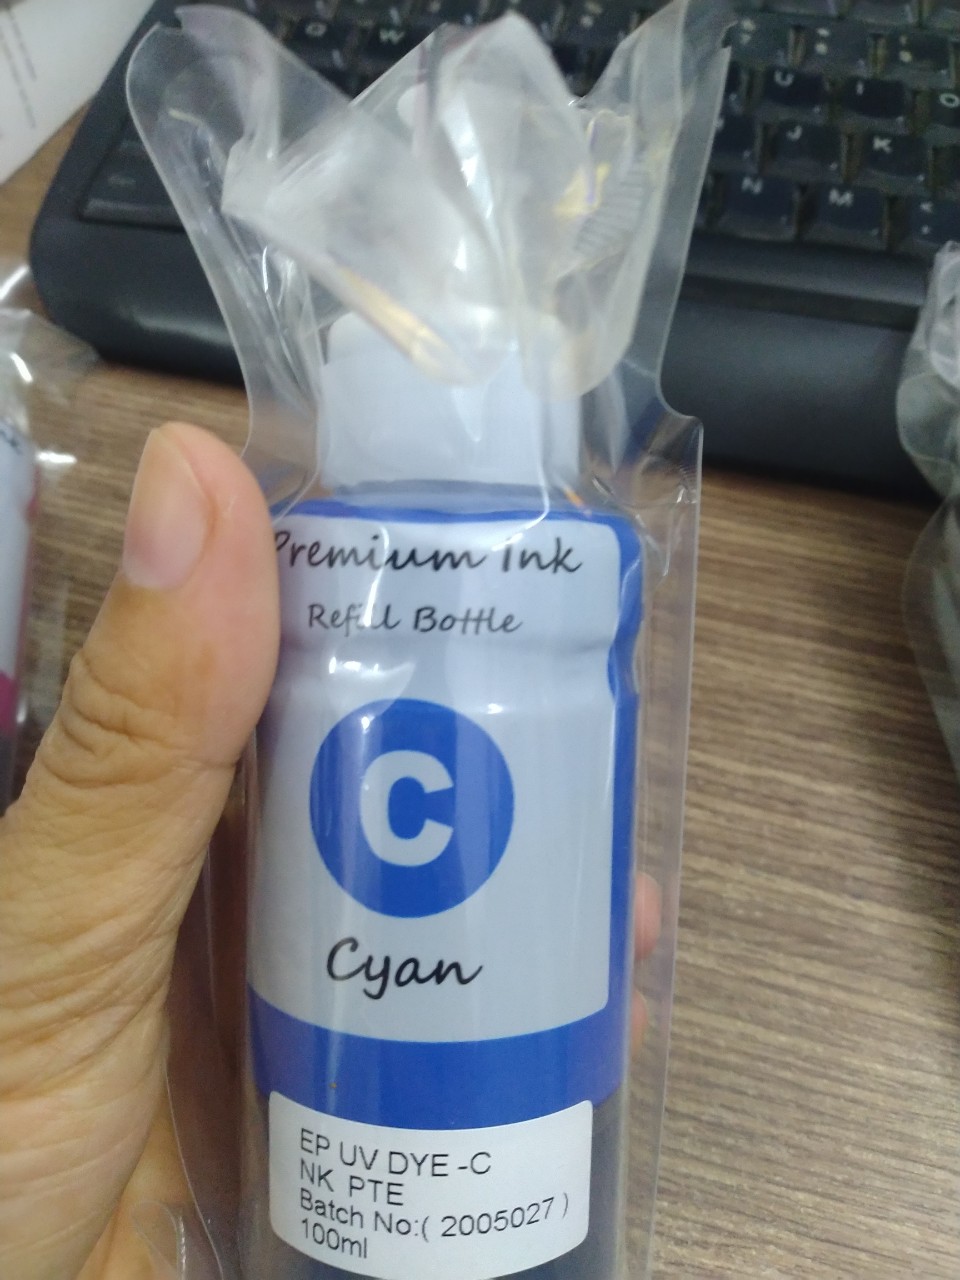 Q W
U I O
J K
N M
Premium Ink
Refill Bottle
C
Cyan
EP UV DYE -C
NK PTE
Batch No:( 2005027 )
100ml